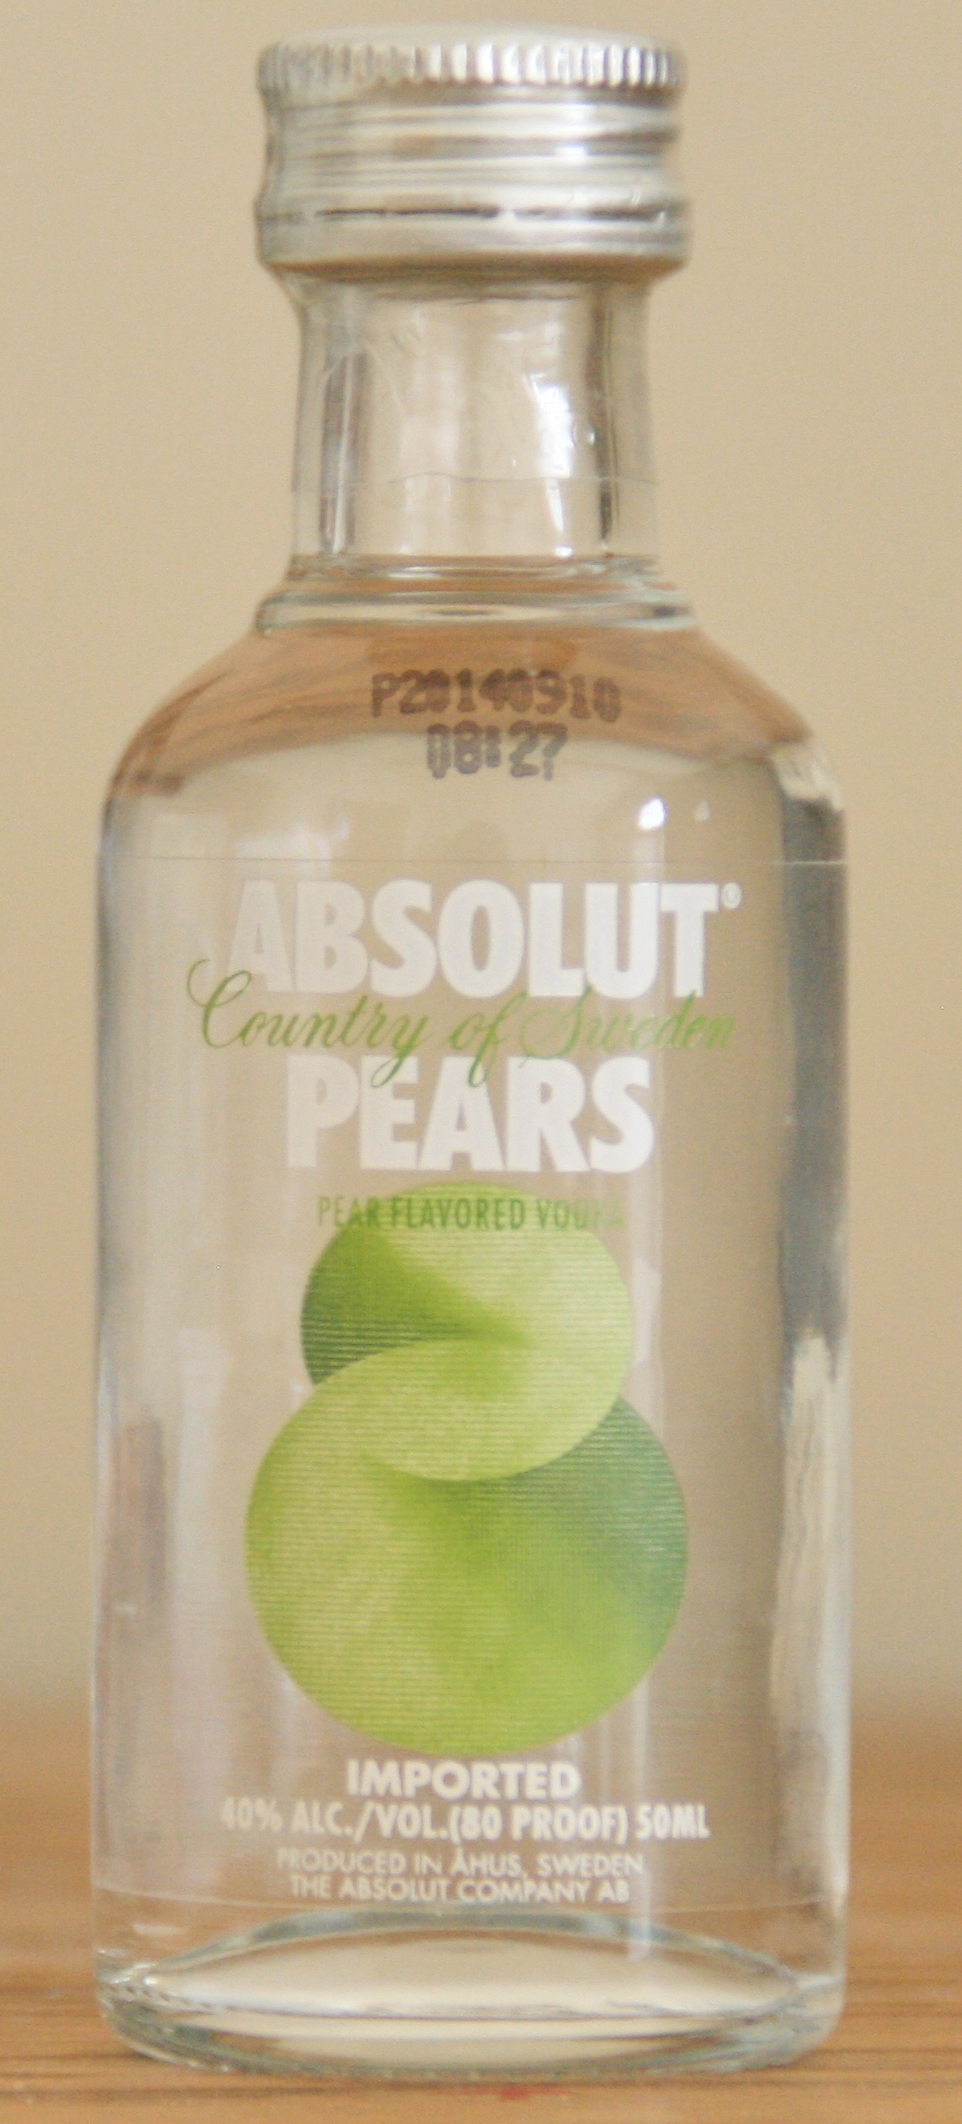 P20140910
08:27
ABSOLUT®
Country of Sweden
PEARS
PEAR FLAVORED VODKA
IMPORTED
40% ALC./VOL.(80 PROOF) 50ML
PRODUCED IN ÅHUS, SWEDEN
THE ABSOLUT COMPANY AB